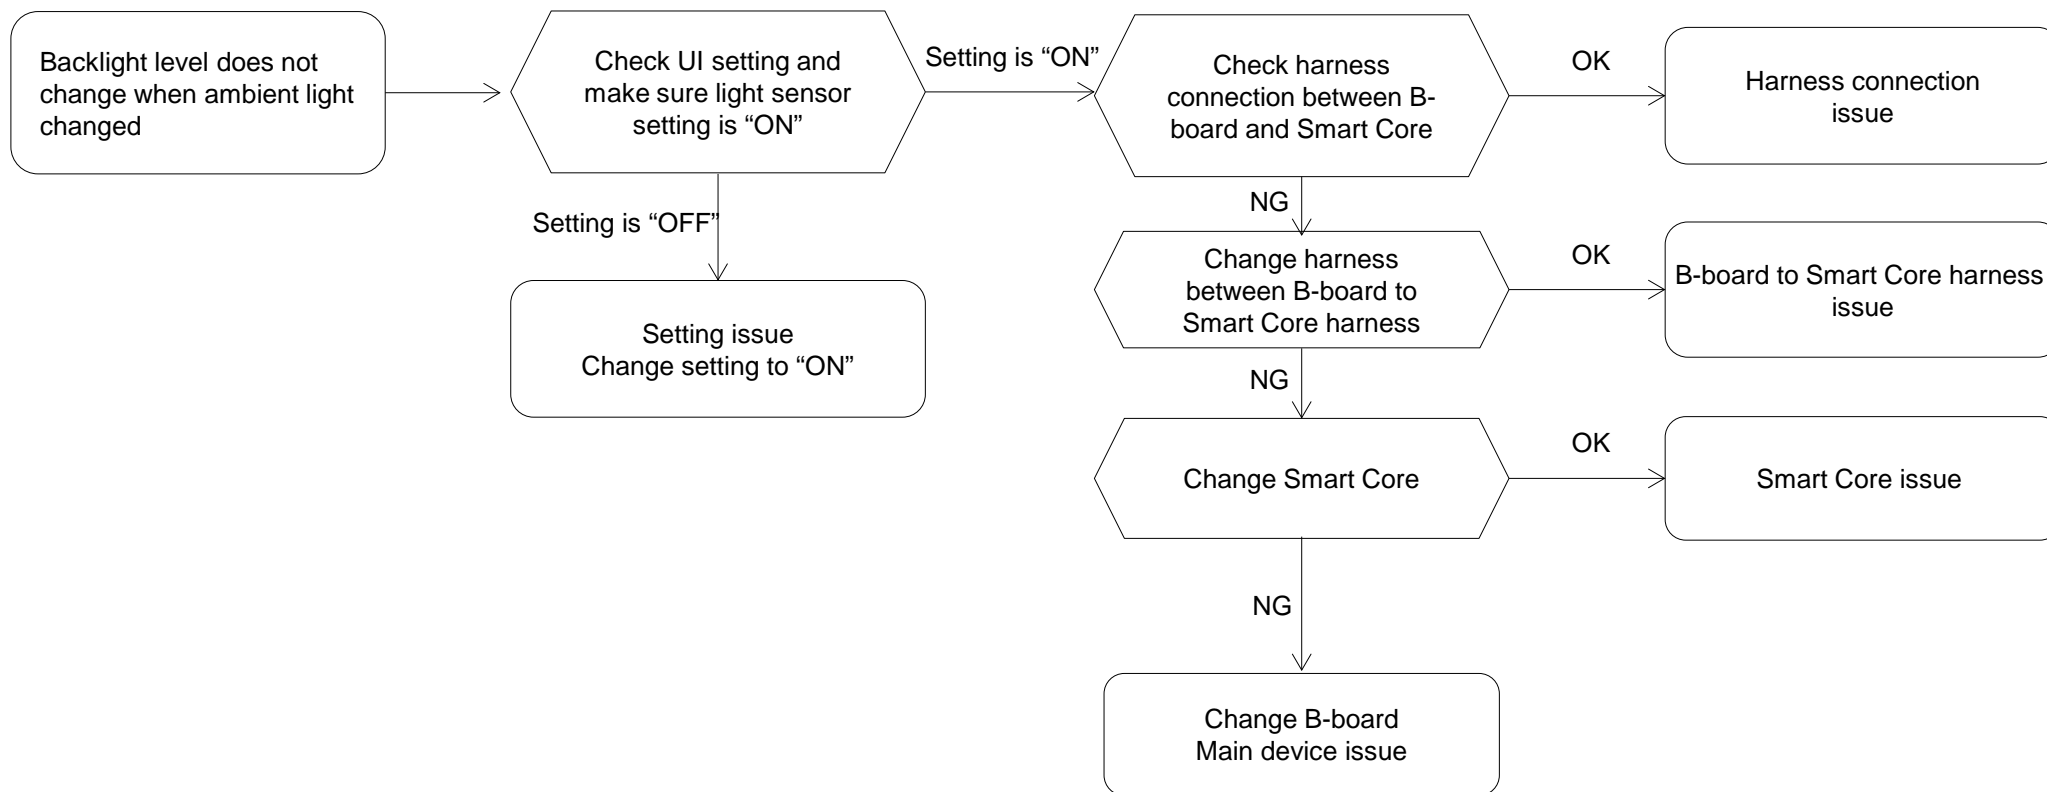 Backlight level does not
change when ambient light
changed
Check UI setting and
make sure light sensor
setting is “ON”
Setting is “ON”
Check harness
connection between B-
board and Smart Core
OK
Harness connection
issue
Setting is “OFF”
Setting issue
Change setting to “ON”
NG
Change harness
between B-board to
Smart Core harness
OK
B-board to Smart Core harness
issue
NG
Change Smart Core
OK
Smart Core issue
NG
Change B-board
Main device issue